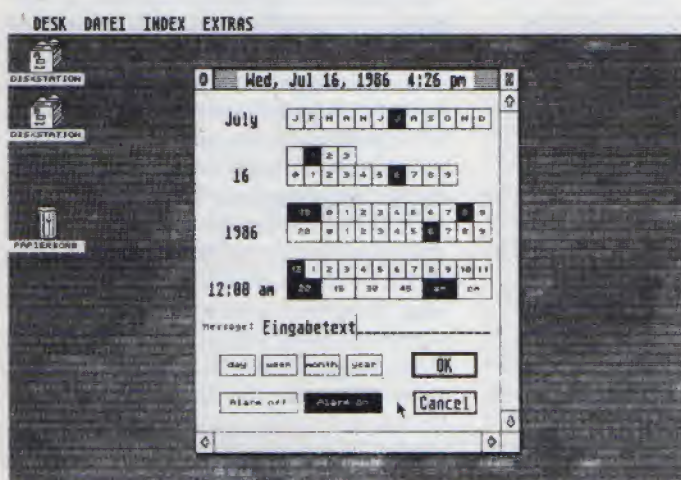 DESK DATEI INDEX EXTRAS
DISKSTATION
DISKSTATION
PAPIERKORB
Wed, Jul 16, 1986 4:26 pm
July J F M A M J J A S O N D
1 2 3
16 0 1 2 3 4 5 6 7 8 9
19 0 1 2 3 4 5 6 7 8 9
1986 20 0 1 2 3 4 5 6 7 8 9
12 1 2 3 4 5 6 7 8 9 10 11
12:00 am 15 30 45 am pm
Message: Eingabetext
day week month year OK
Alarm off Alarm on Cancel